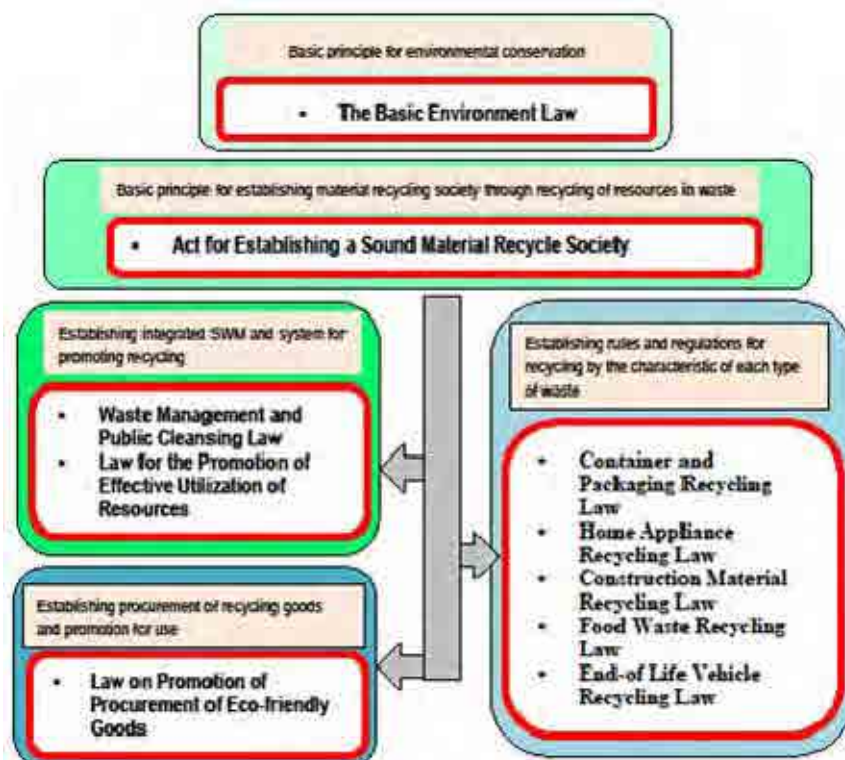 Basic principle for environmental conservation
• The Basic Environment Law
Basic principle for establishing material recycling society through recycling of resources in waste
• Act for Establishing a Sound Material Recycle Society
Establishing integrated SWM and system for
promoting recycling
• Waste Management and
Public Cleansing Law
• Law for the Promotion of
Effective Utilization of
Resources
Establishing procurement of recycling goods
and promotion for use
• Law on Promotion of
Procurement of Eco-friendly
Goods
Establishing rules and regulations for
recycling by the characteristic of each type
of waste
• Container and
Packaging Recycling
Law
• Home Appliance
Recycling Law
• Construction Material
Recycling Law
• Food Waste Recycling
Law
• End-of Life Vehicle
Recycling Law